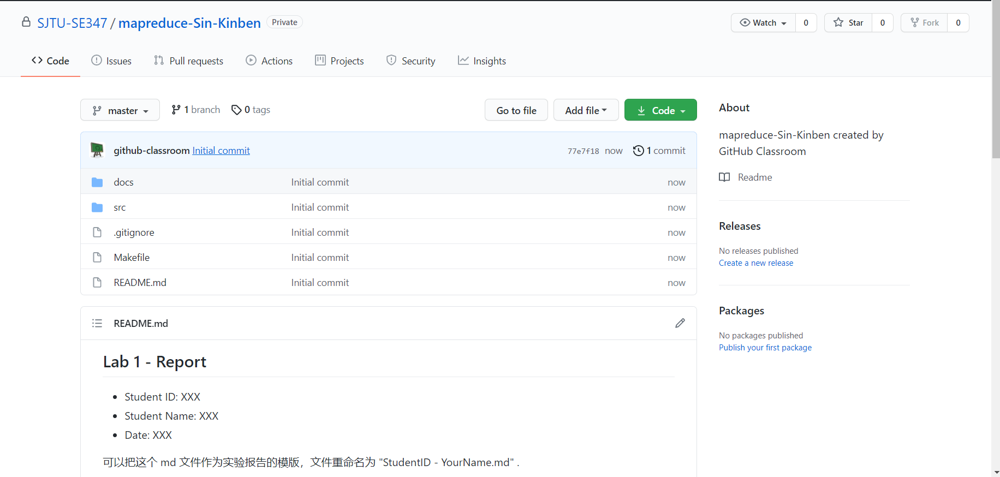 SJTU-SE347 / mapreduce-Sin-Kinben Private Watch 0 Star 0 Fork 0
Code Issues Pull requests Actions Projects Security Insights
master 1 branch 0 tags Go to file Add file Code
github-classroom Initial commit 77e7f18 now 1 commit
docs Initial commit now
src Initial commit now
.gitignore Initial commit now
Makefile Initial commit now
README.md Initial commit now
README.md
Lab 1 - Report
Student ID: XXX
Student Name: XXX
Date: XXX
可以把这个 md 文件作为实验报告的模版，文件重命名为 "StudentID - YourName.md" .
About
mapreduce-Sin-Kinben created by
GitHub Classroom
Readme
Releases
No releases published
Create a new release
Packages
No packages published
Publish your first package